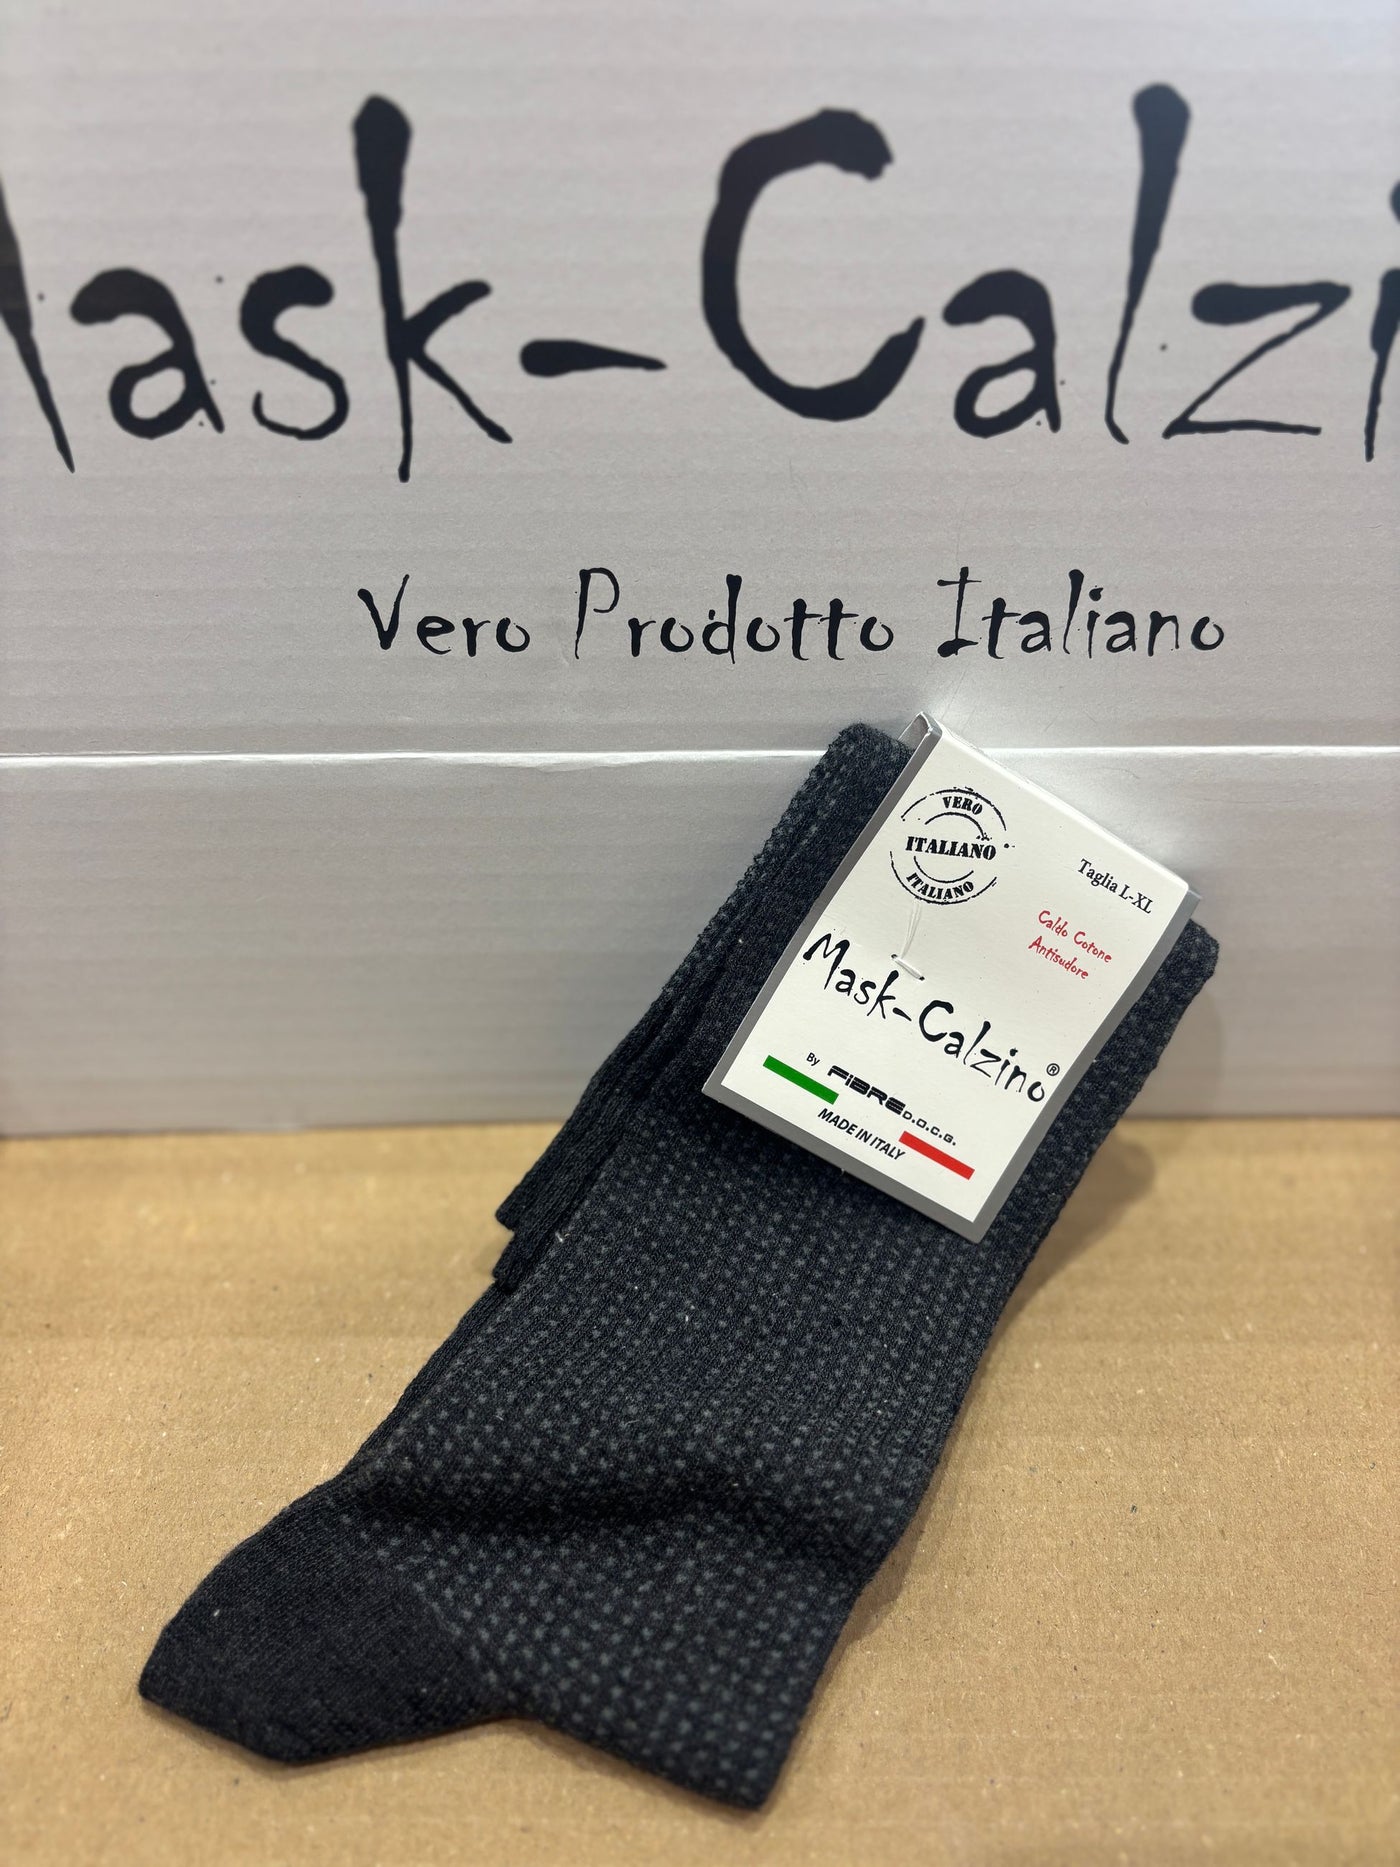 Mask-Calzi
Vero Prodotto Italiano
VERO
ITALIANO
ITALIANO
Taglia L-XL
Caldo Cotone
Antisudore
Mask-Calzino®
By FiBRE D.O.C.G.
MADE IN ITALY